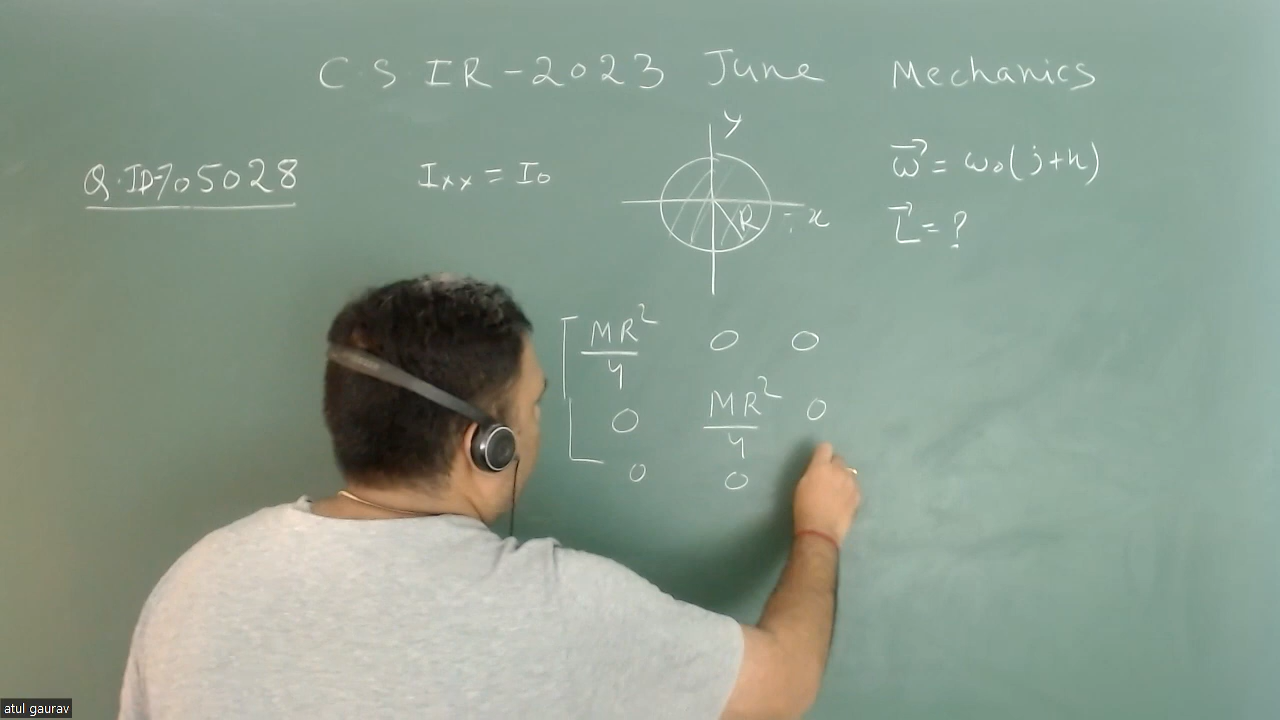 C.S.IR-2023 June Mechanics
Q.ID-705028
Ixx = I₀
y
R
x
ω⃗ = ω₀(j+k)
L⃗ = ?
MR²/4 0 0
0 MR²/4 0
0 0
atul gaurav